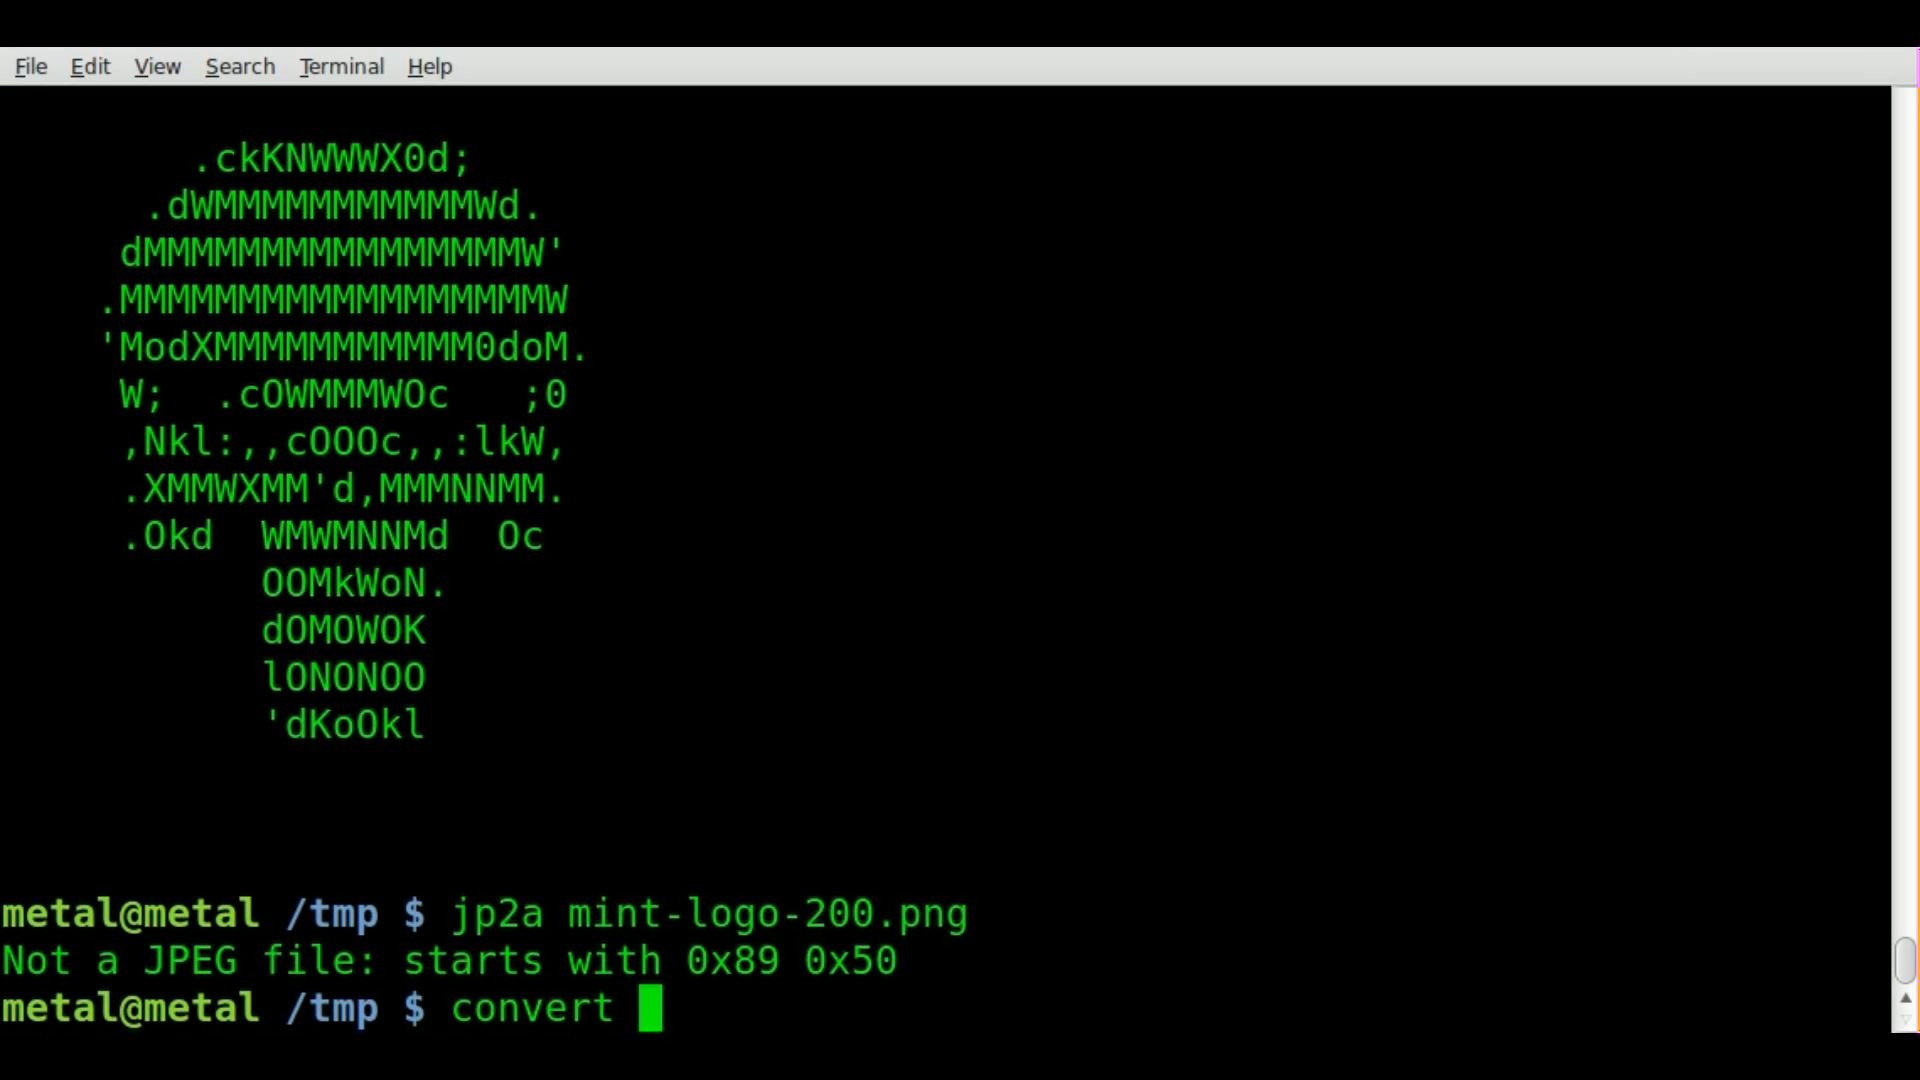 File Edit View Search Terminal Help
.ckKNWWWX0d;
.dWMMMMMMMMMMMWd.
dMMMMMMMMMMMMMMMMW'
.MMMMMMMMMMMMMMMMMMW
'ModXMMMMMMMMMMM0doM.
W;  .cOWMMMWOc   ;0
,Nkl:,,cOOOc,,:lkW,
.XMMWXMM'd,MMMNNMM.
.Okd  WMWMNNMd  Oc
OOMkWoN.
dOMOWOK
lONONOO
'dKoOkl
metal@metal /tmp $ jp2a mint-logo-200.png
Not a JPEG file: starts with 0x89 0x50
metal@metal /tmp $ convert